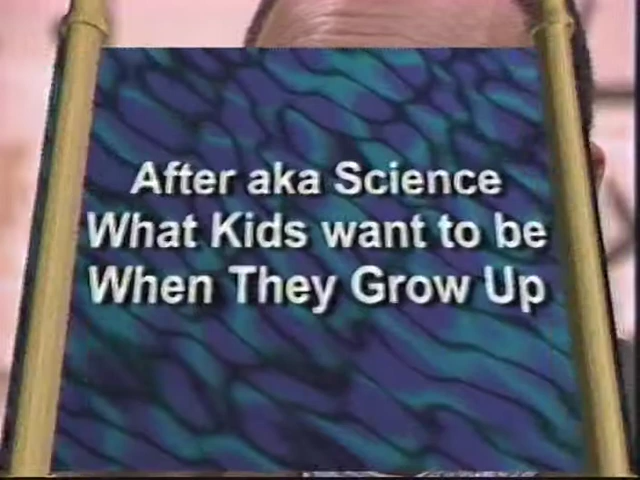 After aka Science
What Kids want to be
When They Grow Up